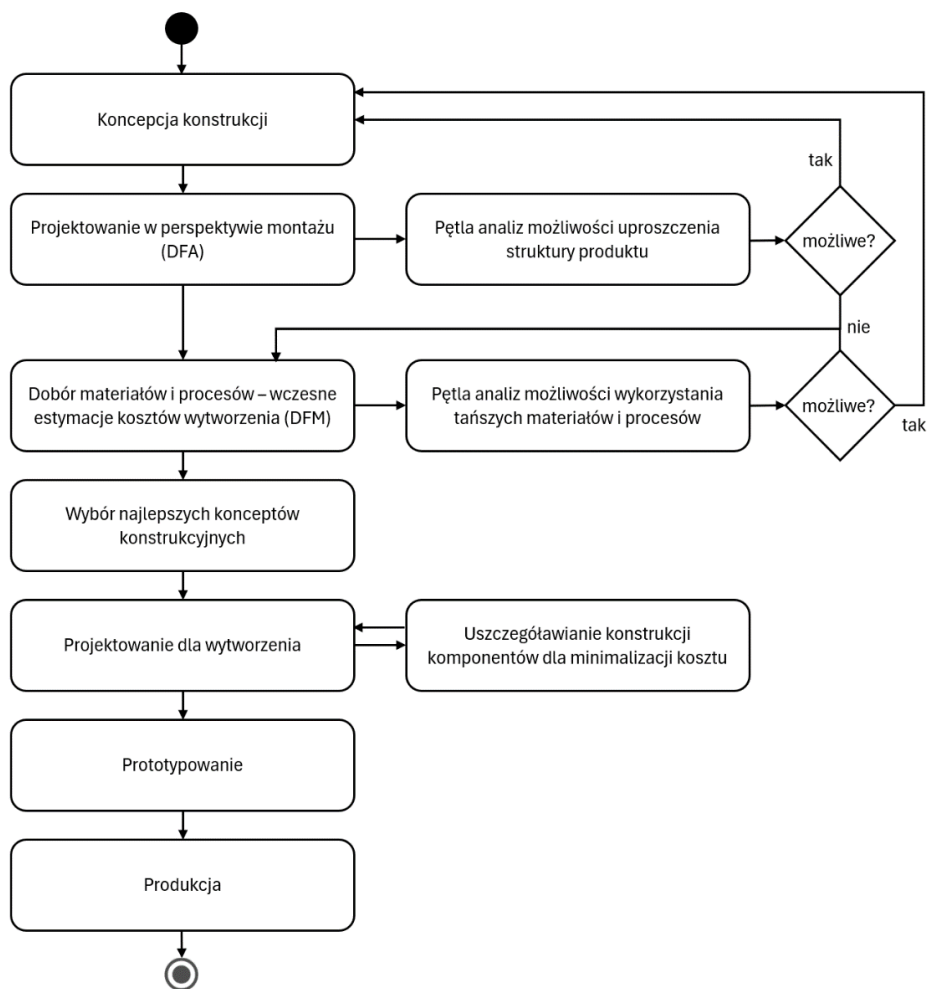 Koncepcja konstrukcji
tak
Projektowanie w perspektywie montażu
(DFA)
Pętla analiz możliwości uproszczenia
struktury produktu
możliwe?
nie
Dobór materiałów i procesów – wczesne
estymacje kosztów wytworzenia (DFM)
Pętla analiz możliwości wykorzystania
tańszych materiałów i procesów
możliwe?
tak
Wybór najlepszych konceptów
konstrukcyjnych
Projektowanie dla wytworzenia
Uszczegóławianie konstrukcji
komponentów dla minimalizacji kosztu
Prototypowanie
Produkcja